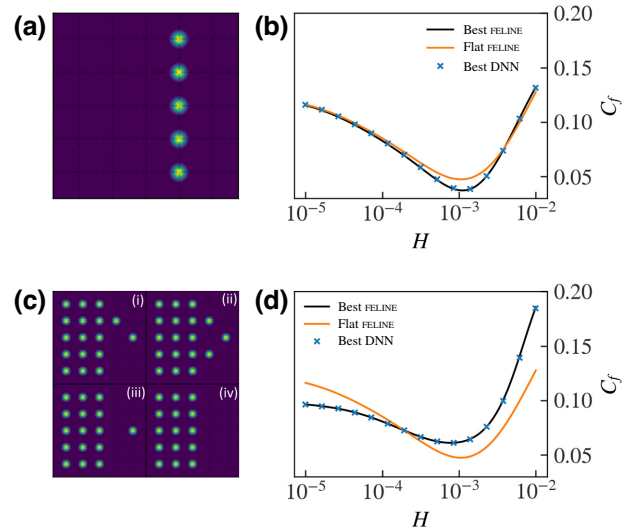 (a)
(b)
Best FELINE
Flat FELINE
Best DNN
0.20
0.15
0.10
0.05
C_f
10^-5
10^-4
10^-3
10^-2
H
(c)
(i)
(ii)
(iii)
(iv)
(d)
Best FELINE
Flat FELINE
Best DNN
0.20
0.15
0.10
0.05
C_f
10^-5
10^-4
10^-3
10^-2
H